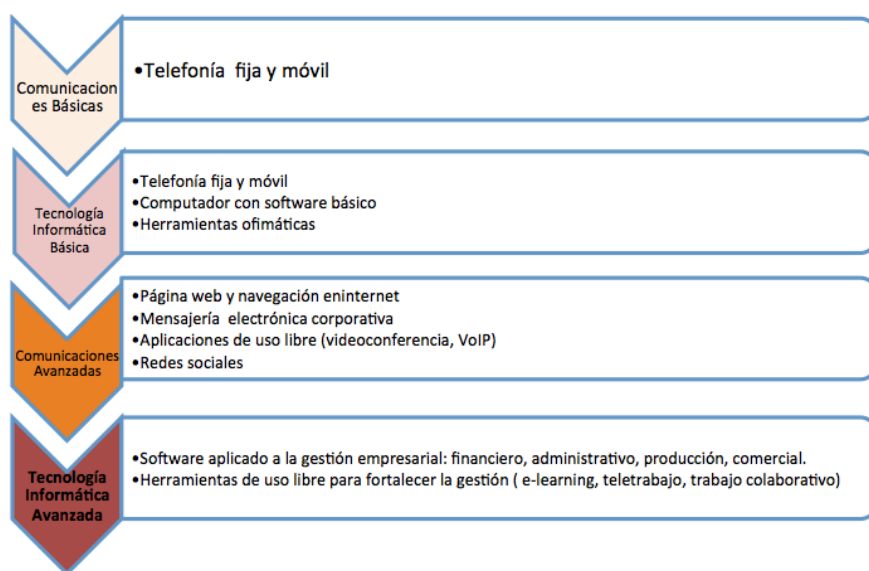 Comunicacion
es Básicas
•Telefonía  fija y móvil
Tecnología
Informática
Básica
•Telefonía fija y móvil
•Computador con software básico
•Herramientas ofimáticas
Comunicaciones
Avanzadas
•Página web y navegación eninternet
•Mensajería  electrónica corporativa
•Aplicaciones de uso libre (videoconferencia, VoIP)
•Redes sociales
Tecnología
Informática
Avanzada
•Software aplicado a la gestión empresarial: financiero, administrativo, producción, comercial.
•Herramientas de uso libre para fortalecer la gestión ( e-learning, teletrabajo, trabajo colaborativo)